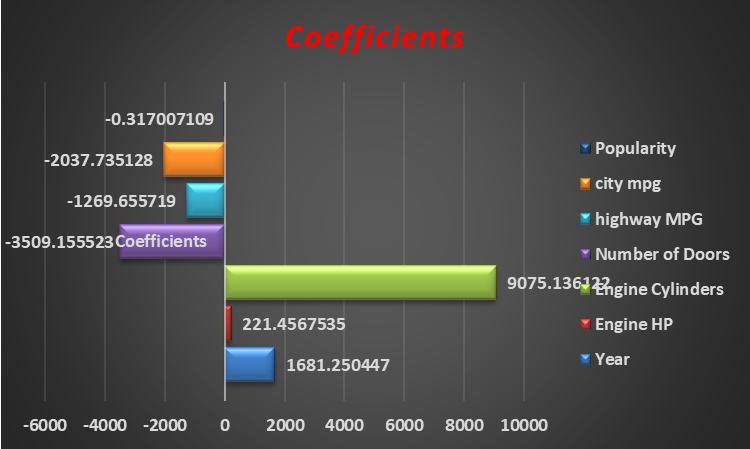 Coefficients
-0.317007109
-2037.735128
-1269.655719
-3509.155523
Coefficients
9075.136122
221.4567535
1681.250447
-6000 -4000 -2000 0 2000 4000 6000 8000 10000
Popularity
city mpg
highway MPG
Number of Doors
Engine Cylinders
Engine HP
Year